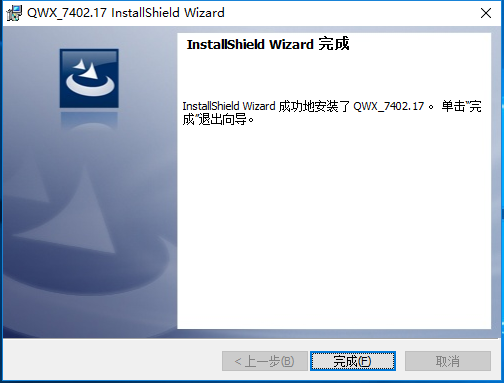 QWX_7402.17 InstallShield Wizard
InstallShield Wizard 完成
InstallShield Wizard 成功地安装了 QWX_7402.17 。 单击"完
成"退出向导。
< 上一步(B)
完成(F)
取消